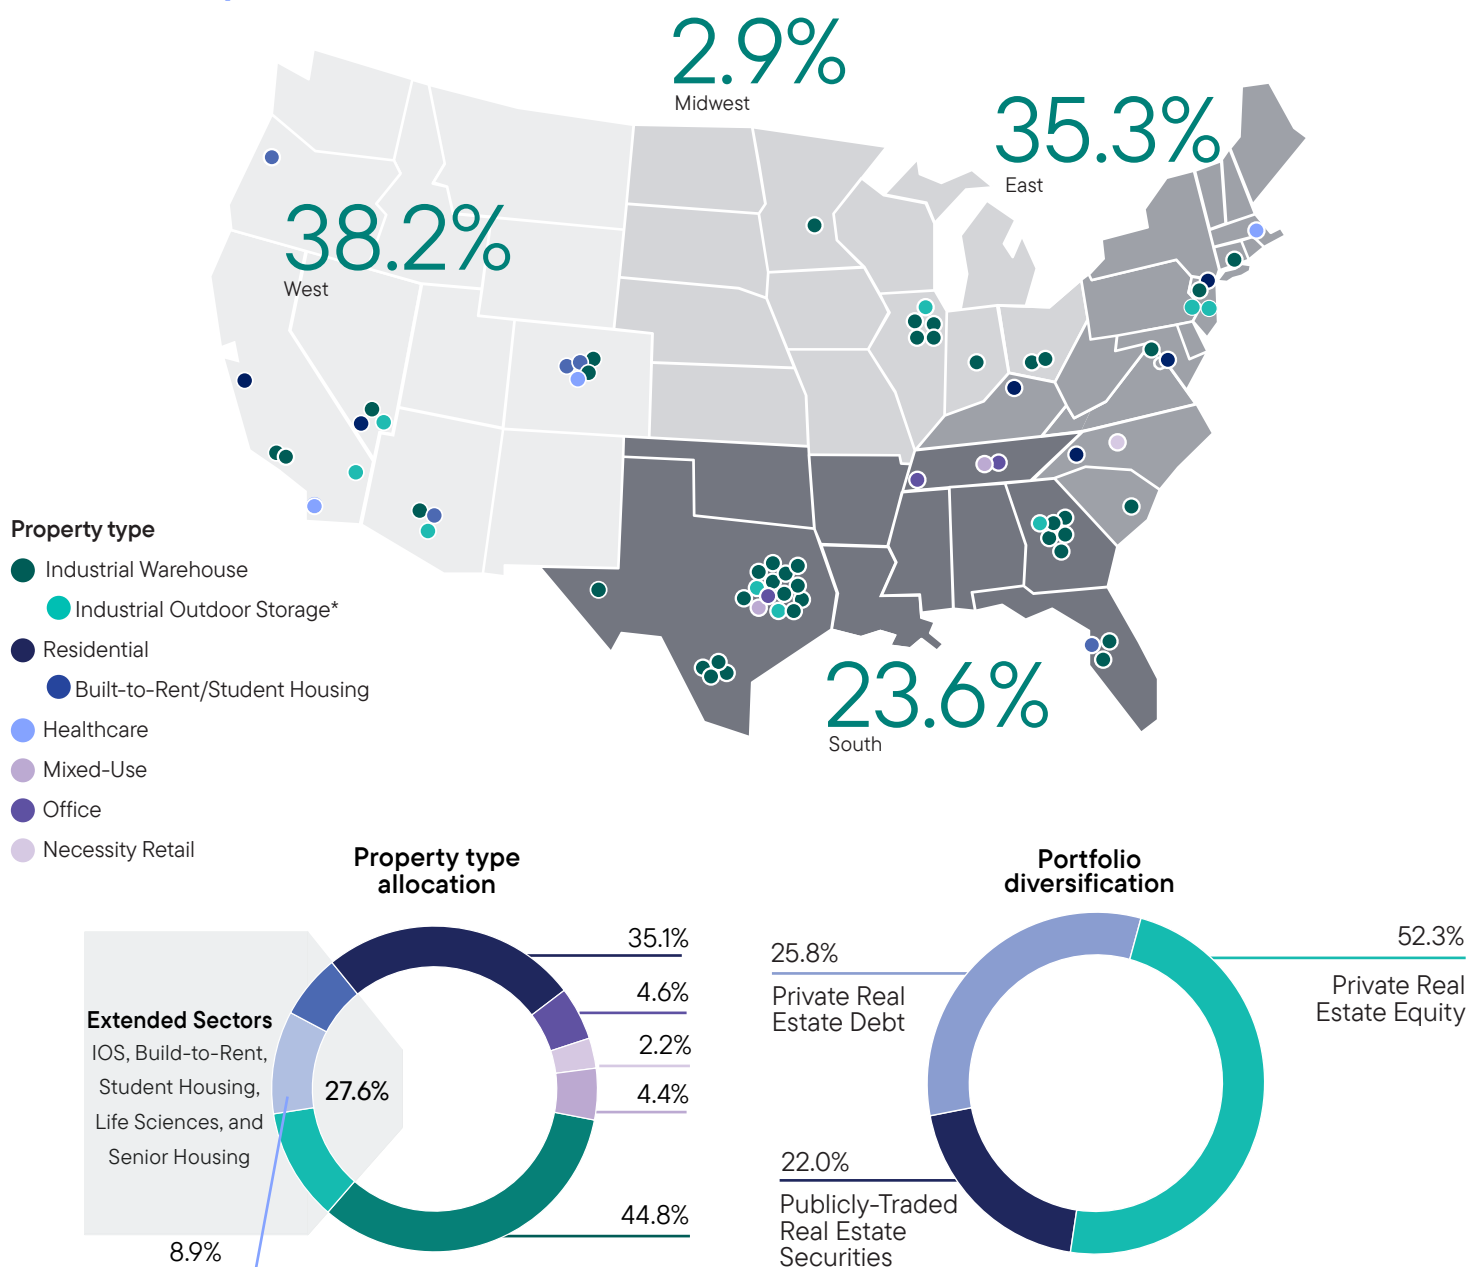 2.9%
Midwest
35.3%
East
38.2%
West
23.6%
South
Property type
Industrial Warehouse
Industrial Outdoor Storage*
Residential
Built-to-Rent/Student Housing
Healthcare
Mixed-Use
Office
Necessity Retail
Property type
allocation
35.1%
4.6%
2.2%
4.4%
44.8%
Extended Sectors
IOS, Build-to-Rent,
Student Housing,
Life Sciences, and
Senior Housing
27.6%
8.9%
Portfolio
diversification
25.8%
Private Real
Estate Debt
52.3%
Private Real
Estate Equity
22.0%
Publicly-Traded
Real Estate
Securities